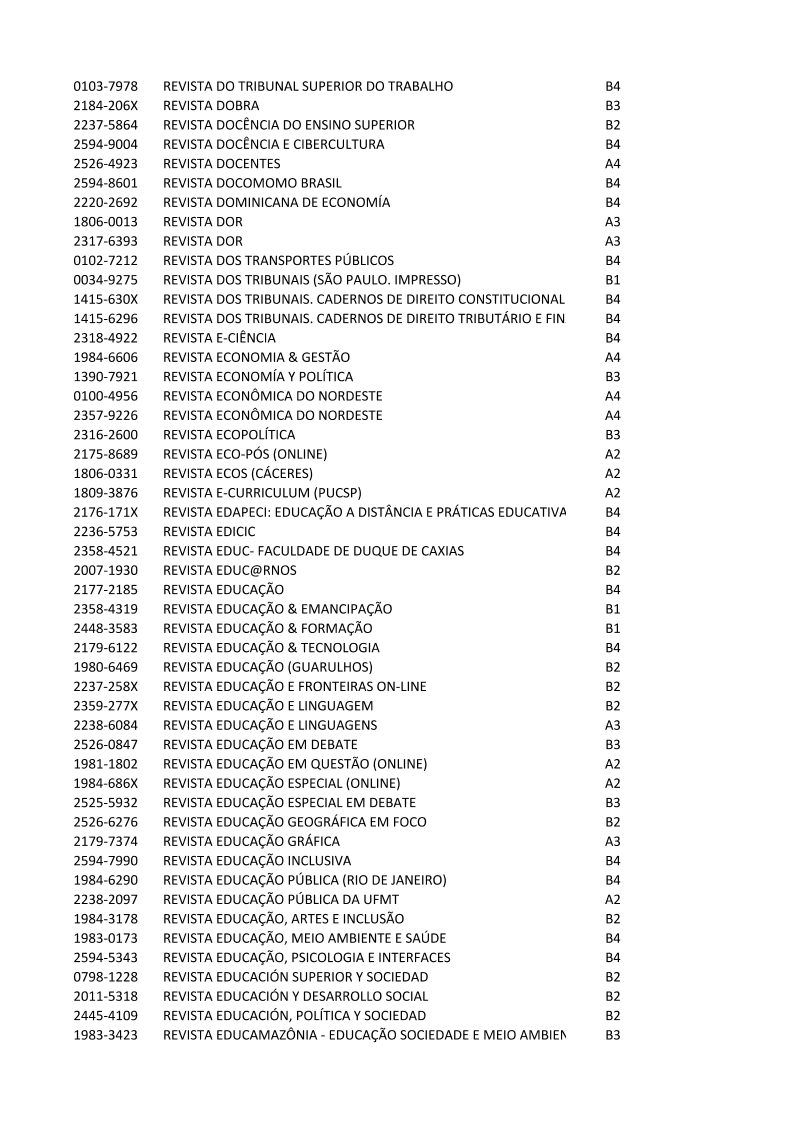 0103-7978 REVISTA DO TRIBUNAL SUPERIOR DO TRABALHO B4
2184-206X REVISTA DOBRA B3
2237-5864 REVISTA DOCÊNCIA DO ENSINO SUPERIOR B2
2594-9004 REVISTA DOCÊNCIA E CIBERCULTURA B4
2526-4923 REVISTA DOCENTES A4
2594-8601 REVISTA DOCOMOMO BRASIL B4
2220-2692 REVISTA DOMINICANA DE ECONOMÍA B4
1806-0013 REVISTA DOR A3
2317-6393 REVISTA DOR A3
0102-7212 REVISTA DOS TRANSPORTES PÚBLICOS B4
0034-9275 REVISTA DOS TRIBUNAIS (SÃO PAULO. IMPRESSO) B1
1415-630X REVISTA DOS TRIBUNAIS. CADERNOS DE DIREITO CONSTITUCIONAL B4
1415-6296 REVISTA DOS TRIBUNAIS. CADERNOS DE DIREITO TRIBUTÁRIO E FIN B4
2318-4922 REVISTA E-CIÊNCIA B4
1984-6606 REVISTA ECONOMIA & GESTÃO A4
1390-7921 REVISTA ECONOMÍA Y POLÍTICA B3
0100-4956 REVISTA ECONÔMICA DO NORDESTE A4
2357-9226 REVISTA ECONÔMICA DO NORDESTE A4
2316-2600 REVISTA ECOPOLÍTICA B3
2175-8689 REVISTA ECO-PÓS (ONLINE) A2
1806-0331 REVISTA ECOS (CÁCERES) A2
1809-3876 REVISTA E-CURRICULUM (PUCSP) A2
2176-171X REVISTA EDAPECI: EDUCAÇÃO A DISTÂNCIA E PRÁTICAS EDUCATIVA B4
2236-5753 REVISTA EDICIC B4
2358-4521 REVISTA EDUC- FACULDADE DE DUQUE DE CAXIAS B4
2007-1930 REVISTA EDUC@RNOS B2
2177-2185 REVISTA EDUCAÇÃO B4
2358-4319 REVISTA EDUCAÇÃO & EMANCIPAÇÃO B1
2448-3583 REVISTA EDUCAÇÃO & FORMAÇÃO B1
2179-6122 REVISTA EDUCAÇÃO & TECNOLOGIA B4
1980-6469 REVISTA EDUCAÇÃO (GUARULHOS) B2
2237-258X REVISTA EDUCAÇÃO E FRONTEIRAS ON-LINE B2
2359-277X REVISTA EDUCAÇÃO E LINGUAGEM B2
2238-6084 REVISTA EDUCAÇÃO E LINGUAGENS A3
2526-0847 REVISTA EDUCAÇÃO EM DEBATE B3
1981-1802 REVISTA EDUCAÇÃO EM QUESTÃO (ONLINE) A2
1984-686X REVISTA EDUCAÇÃO ESPECIAL (ONLINE) A2
2525-5932 REVISTA EDUCAÇÃO ESPECIAL EM DEBATE B3
2526-6276 REVISTA EDUCAÇÃO GEOGRÁFICA EM FOCO B2
2179-7374 REVISTA EDUCAÇÃO GRÁFICA A3
2594-7990 REVISTA EDUCAÇÃO INCLUSIVA B4
1984-6290 REVISTA EDUCAÇÃO PÚBLICA (RIO DE JANEIRO) B4
2238-2097 REVISTA EDUCAÇÃO PÚBLICA DA UFMT A2
1984-3178 REVISTA EDUCAÇÃO, ARTES E INCLUSÃO B2
1983-0173 REVISTA EDUCAÇÃO, MEIO AMBIENTE E SAÚDE B4
2594-5343 REVISTA EDUCAÇÃO, PSICOLOGIA E INTERFACES B4
0798-1228 REVISTA EDUCACIÓN SUPERIOR Y SOCIEDAD B2
2011-5318 REVISTA EDUCACIÓN Y DESARROLLO SOCIAL B2
2445-4109 REVISTA EDUCACIÓN, POLÍTICA Y SOCIEDAD B2
1983-3423 REVISTA EDUCAMAZÔNIA - EDUCAÇÃO SOCIEDADE E MEIO AMBIEN B3